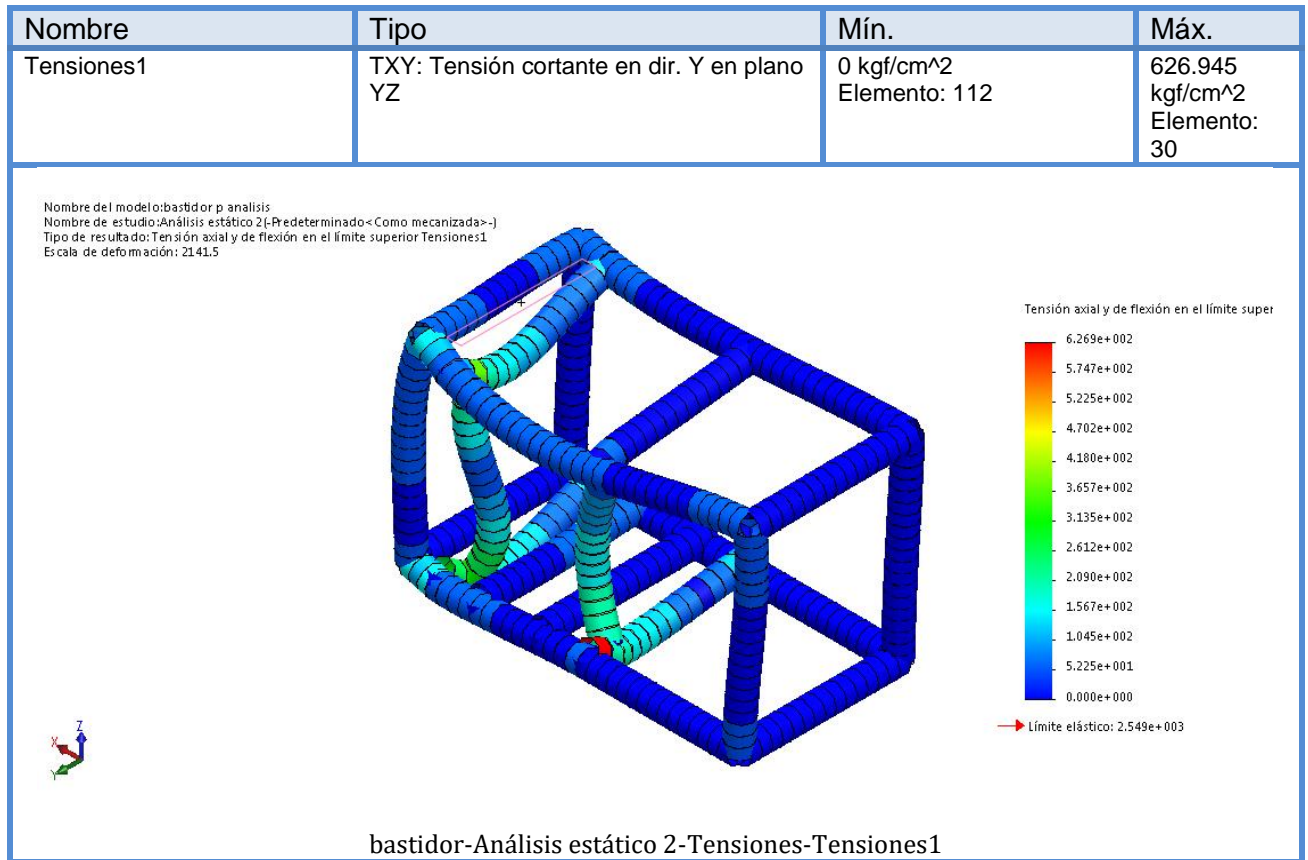 Nombre Tipo Mín. Máx.
Tensiones1 TXY: Tensión cortante en dir. Y en plano 0 kgf/cm^2 626.945
YZ Elemento: 112 kgf/cm^2
Elemento:
30
Nombre del modelo:bastidor p analisis
Nombre de estudio:Análisis estático 2(-Predeterminado<Como mecanizada>-)
Tipo de resultado:Tensión axial y de flexión en el límite superior Tensiones1
Escala de deformación: 2141.5
Tensión axial y de flexión en el límite super
6.269e+002
5.747e+002
5.225e+002
4.702e+002
4.180e+002
3.657e+002
3.135e+002
2.612e+002
2.090e+002
1.567e+002
1.045e+002
5.225e+001
0.000e+000
Límite elástico: 2.549e+003
Z
X
Y
bastidor-Análisis estático 2-Tensiones-Tensiones1